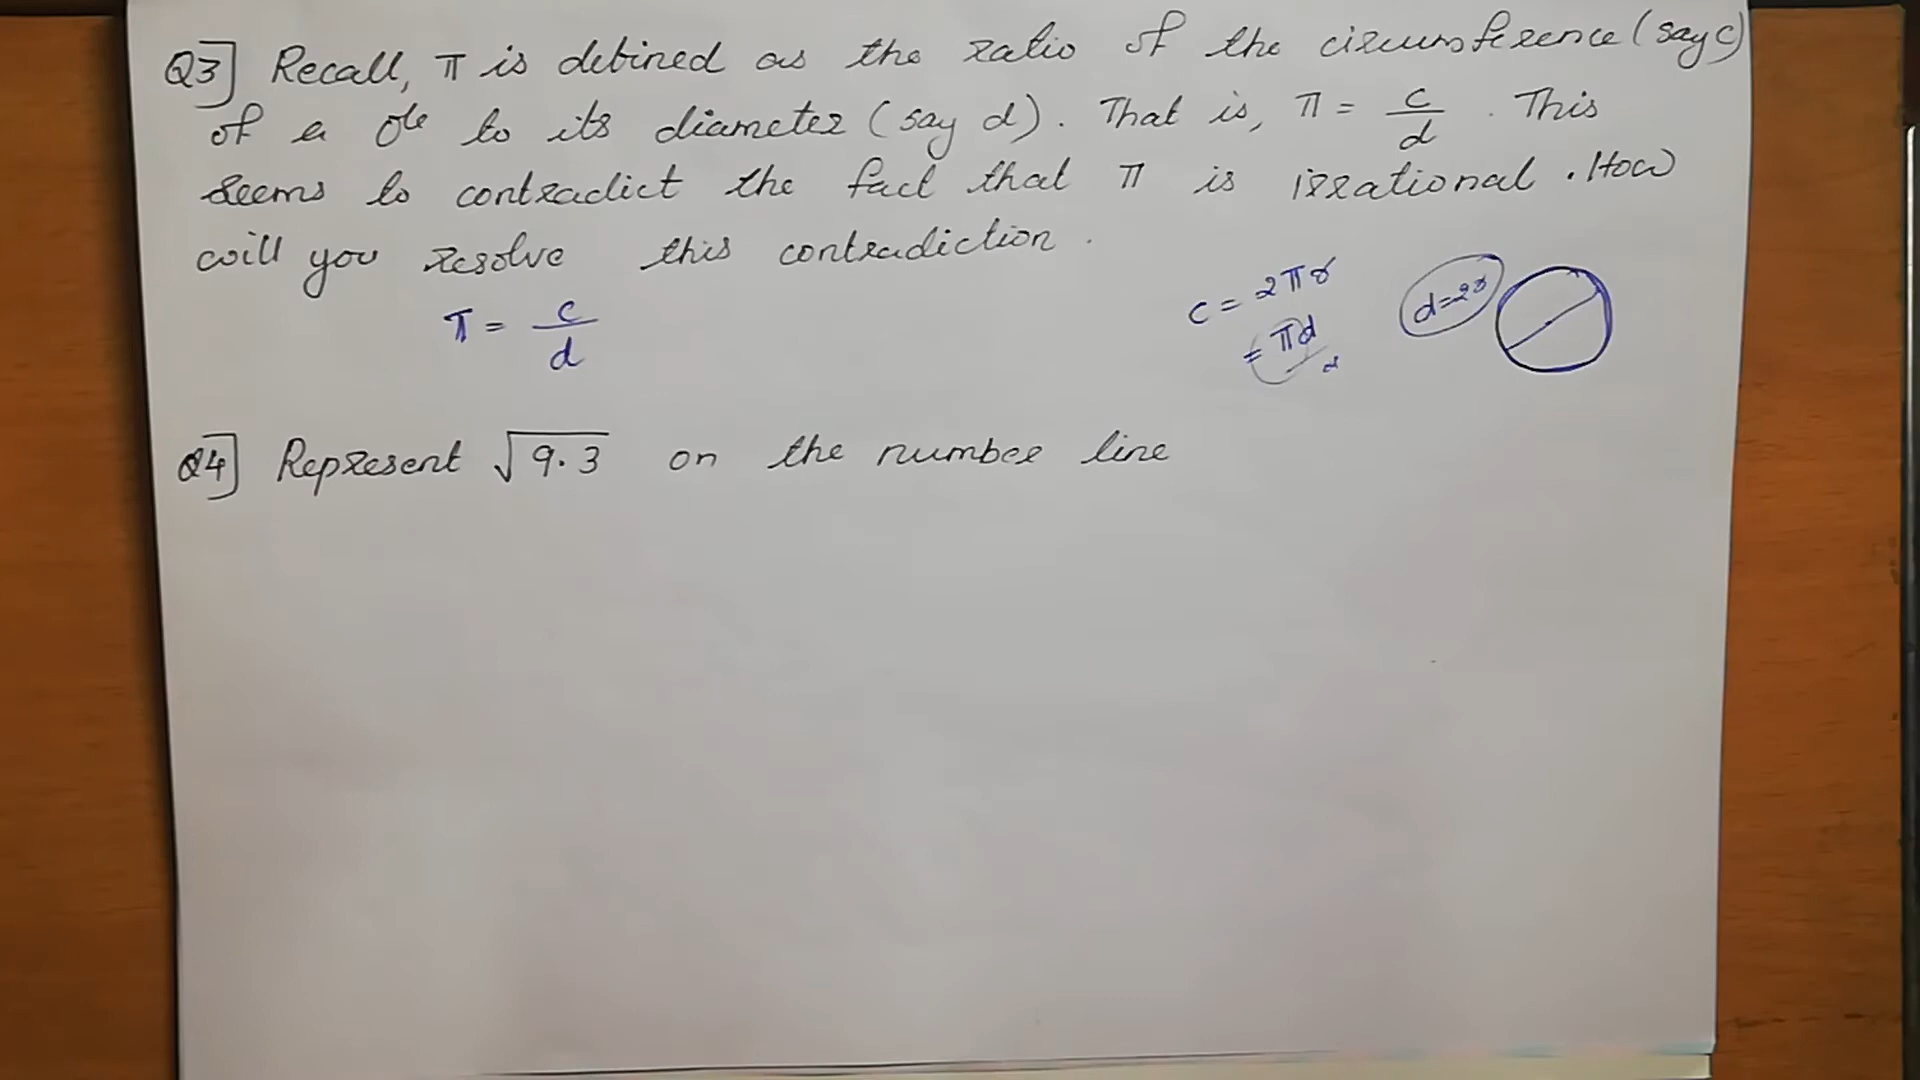 Q3] Recall, π is defined as the ratio of the circumference (say c)
of a ole to its diameter (say d). That is, π = c/d. This
seems to contradict the fact that π is irrational. How
will you resolve this contradiction.
π = c/d
c = 2πr
= πd
d=2r
Q4] Represent √9.3 on the number line